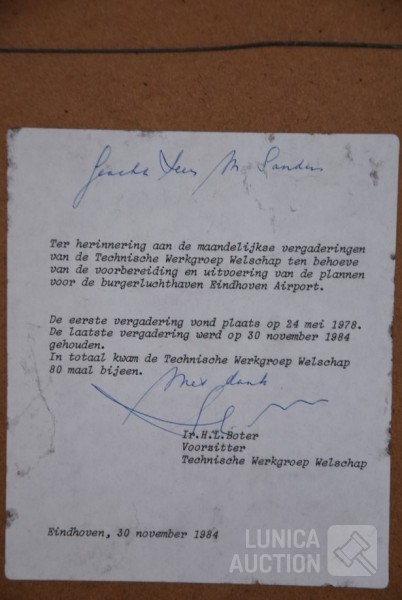 Geachte Heer M. Sanders
Ter herinnering aan de maandelijkse vergaderingen
van de Technische Werkgroep Welschap ten behoeve
van de voorbereiding en uitvoering van de plannen
voor de burgerluchthaven Eindhoven Airport.
De eerste vergadering vond plaats op 24 mei 1978.
De laatste vergadering werd op 30 november 1984
gehouden.
In totaal kwam de Technische Werkgroep Welschap
80 maal bijeen.
Met dank
Ir.H.L.Boter
Voorzitter
Technische Werkgroep Welschap
Eindhoven, 30 november 1984
LUNICA
AUCTION